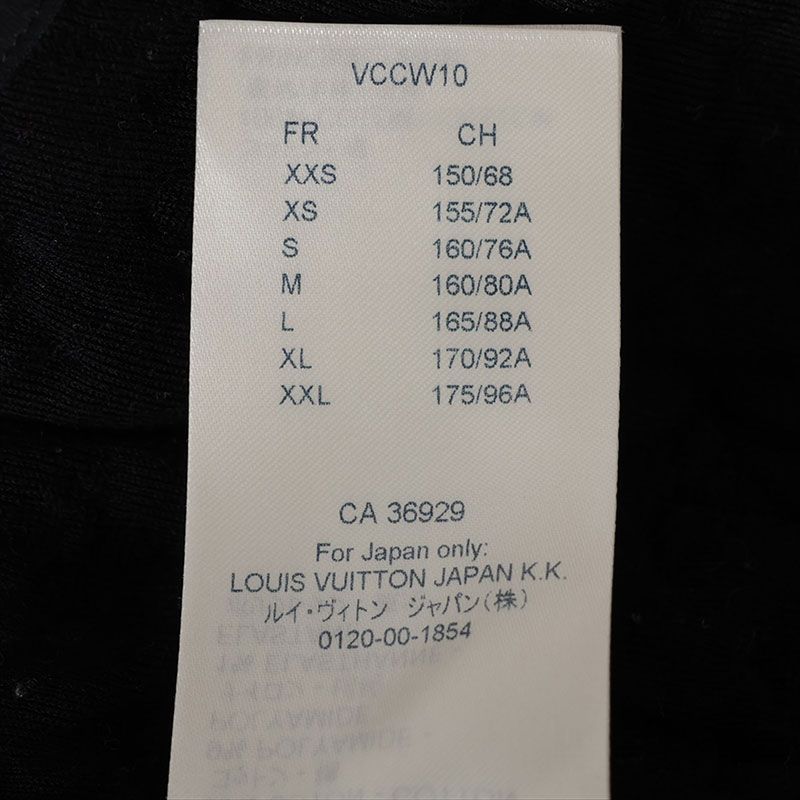 VCCW10
FR CH
XXS 150/68
XS 155/72A
S 160/76A
M 160/80A
L 165/88A
XL 170/92A
XXL 175/96A
CA 36929
For Japan only:
LOUIS VUITTON JAPAN K.K.
ルイ・ヴィトン ジャパン(株)
0120-00-1854